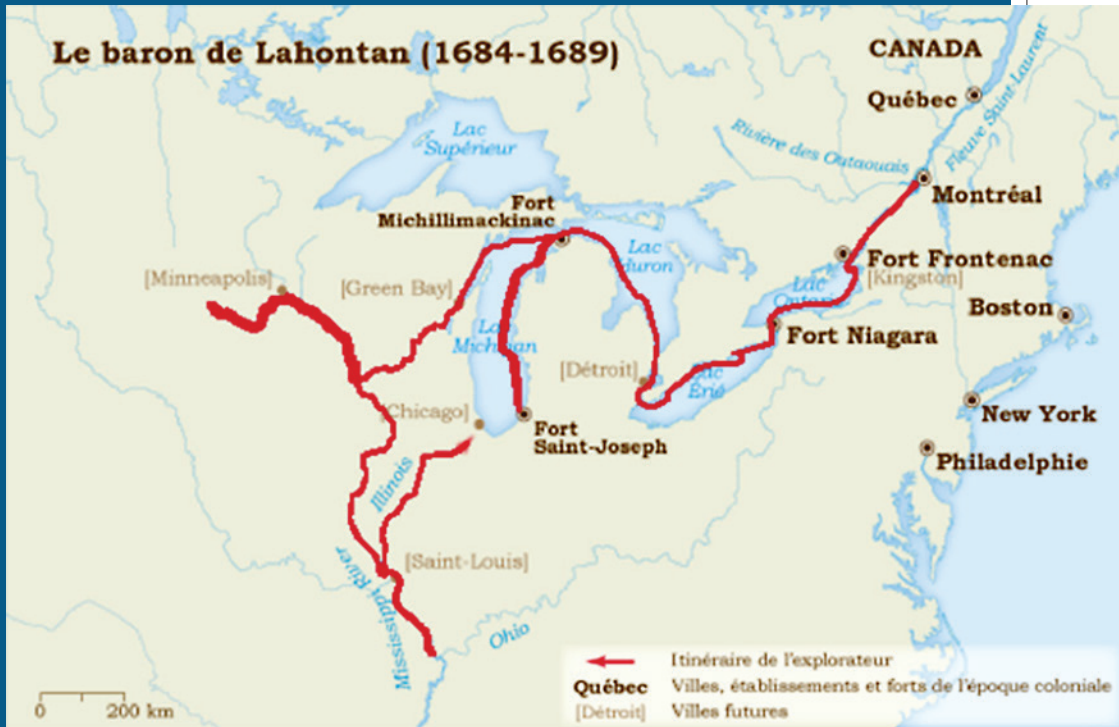 Le baron de Lahontan (1684-1689)
CANADA
Québec
Fleuve Saint-Laurent
Rivière des Outaouais
Montréal
Lac
Supérieur
Fort
Michillimackinac
Lac
Huron
Fort Frontenac
[Kingston]
Lac
Ontario
[Minneapolis]
[Green Bay]
Boston
Fort Niagara
Lac
Michigan
[Détroit]
Lac
Érié
[Chicago]
New York
Fort
Saint-Joseph
Philadelphie
Illinois
[Saint-Louis]
Mississippi River
Ohio
Itinéraire de l'explorateur
Québec Villes, établissements et forts de l'époque coloniale
[Détroit] Villes futures
0 200 km